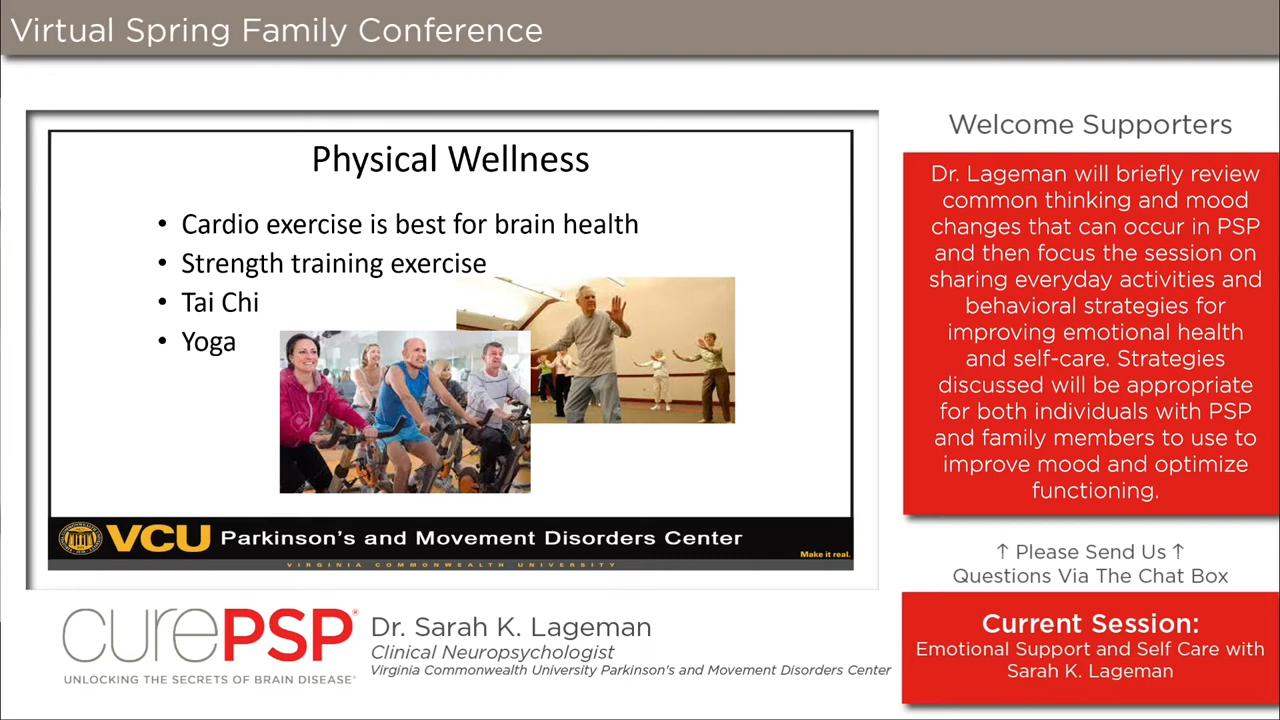 Virtual Spring Family Conference
Physical Wellness
• Cardio exercise is best for brain health
• Strength training exercise
• Tai Chi
• Yoga
VCU Parkinson's and Movement Disorders Center
Make it real.
VIRGINIA COMMONWEALTH UNIVERSITY
curePSP®
UNLOCKING THE SECRETS OF BRAIN DISEASE®
Dr. Sarah K. Lageman
Clinical Neuropsychologist
Virginia Commonwealth University Parkinson's and Movement Disorders Center
Welcome Supporters
Dr. Lageman will briefly review
common thinking and mood
changes that can occur in PSP
and then focus the session on
sharing everyday activities and
behavioral strategies for
improving emotional health
and self-care. Strategies
discussed will be appropriate
for both individuals with PSP
and family members to use to
improve mood and optimize
functioning.
↑ Please Send Us ↑
Questions Via The Chat Box
Current Session:
Emotional Support and Self Care with
Sarah K. Lageman